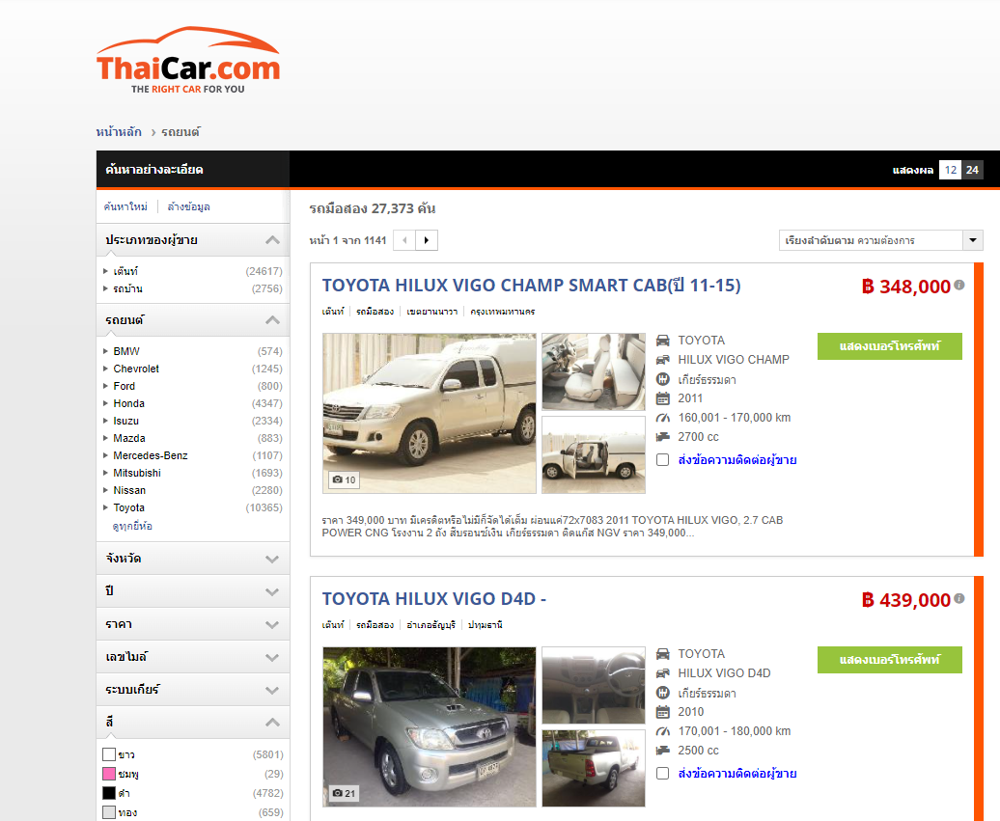 ThaiCar.com
THE RIGHT CAR FOR YOU
หน้าหลัก › รถยนต์
ค้นหาอย่างละเอียด
แสดงผล 12 24
ค้นหาใหม่ ล้างข้อมูล
ประเภทของผู้ขาย
เต็นท์ (24617)
รถบ้าน (2756)
รถยนต์
BMW (574)
Chevrolet (1245)
Ford (800)
Honda (4347)
Isuzu (2334)
Mazda (883)
Mercedes-Benz (1107)
Mitsubishi (1693)
Nissan (2280)
Toyota (10365)
ดูทุกยี่ห้อ
จังหวัด
ปี
ราคา
เลขไมล์
ระบบเกียร์
สี
ขาว (5801)
ชมพู (29)
ดำ (4782)
ทอง (659)
รถมือสอง 27,373 คัน
หน้า 1 จาก 1141
เรียงลำดับตาม ความต้องการ
TOYOTA HILUX VIGO CHAMP SMART CAB(ปี 11-15)
฿ 348,000
เต็นท์ รถมือสอง เขตยานนาวา กรุงเทพมหานคร
10
TOYOTA
HILUX VIGO CHAMP
เกียร์ธรรมดา
2011
160,001 - 170,000 km
2700 cc
ส่งข้อความติดต่อผู้ขาย
แสดงเบอร์โทรศัพท์
ราคา 349,000 บาท มีเครดิตหรือไม่มีก็จัดได้เต็ม ผ่อนแค่72x7083 2011 TOYOTA HILUX VIGO, 2.7 CAB
POWER CNG โรงงาน 2 ถัง สีบรอนซ์เงิน เกียร์ธรรมดา ติดแก๊ส NGV ราคา 349,000...
TOYOTA HILUX VIGO D4D -
฿ 439,000
เต็นท์ รถมือสอง อำเภอธัญบุรี ปทุมธานี
21
TOYOTA
HILUX VIGO D4D
เกียร์ธรรมดา
2010
170,001 - 180,000 km
2500 cc
ส่งข้อความติดต่อผู้ขาย
แสดงเบอร์โทรศัพท์